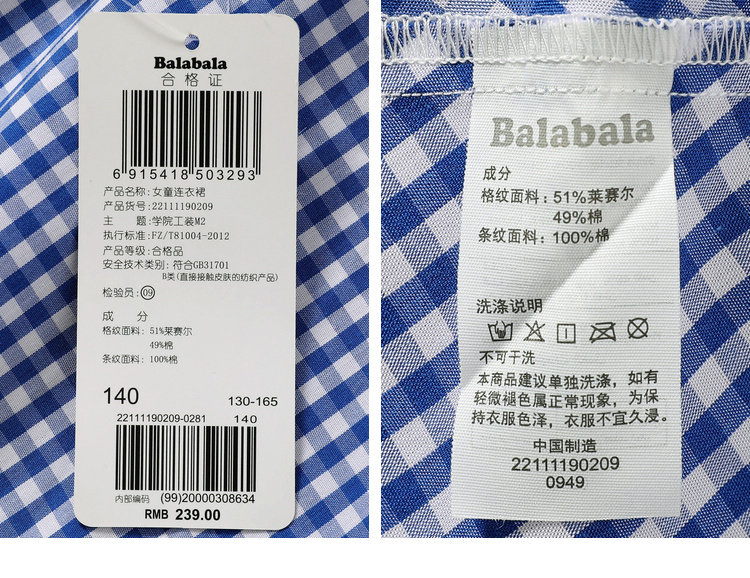 Balabala
合格证
6 915418 503293
产品名称:女童连衣裙
产品货号:22111190209
主 题:学院工装M2
执行标准:FZ/T81004-2012
产品等级:合格品
安全技术类别:符合GB31701
B类(直接接触皮肤的纺织产品)
检验员:09
成 分
格纹面料:51%莱赛尔
49%棉
条纹面料:100%棉
140 130-165
22111190209-0281 140
内部编码 (99)20000308634
RMB 239.00
Balabala
成分
格纹面料:51%莱赛尔
49%棉
条纹面料:100%棉
洗涤说明
不可干洗
本商品建议单独洗涤,如有
轻微褪色属正常现象,为保
持衣服色泽,衣服不宜久浸。
中国制造
22111190209
0949